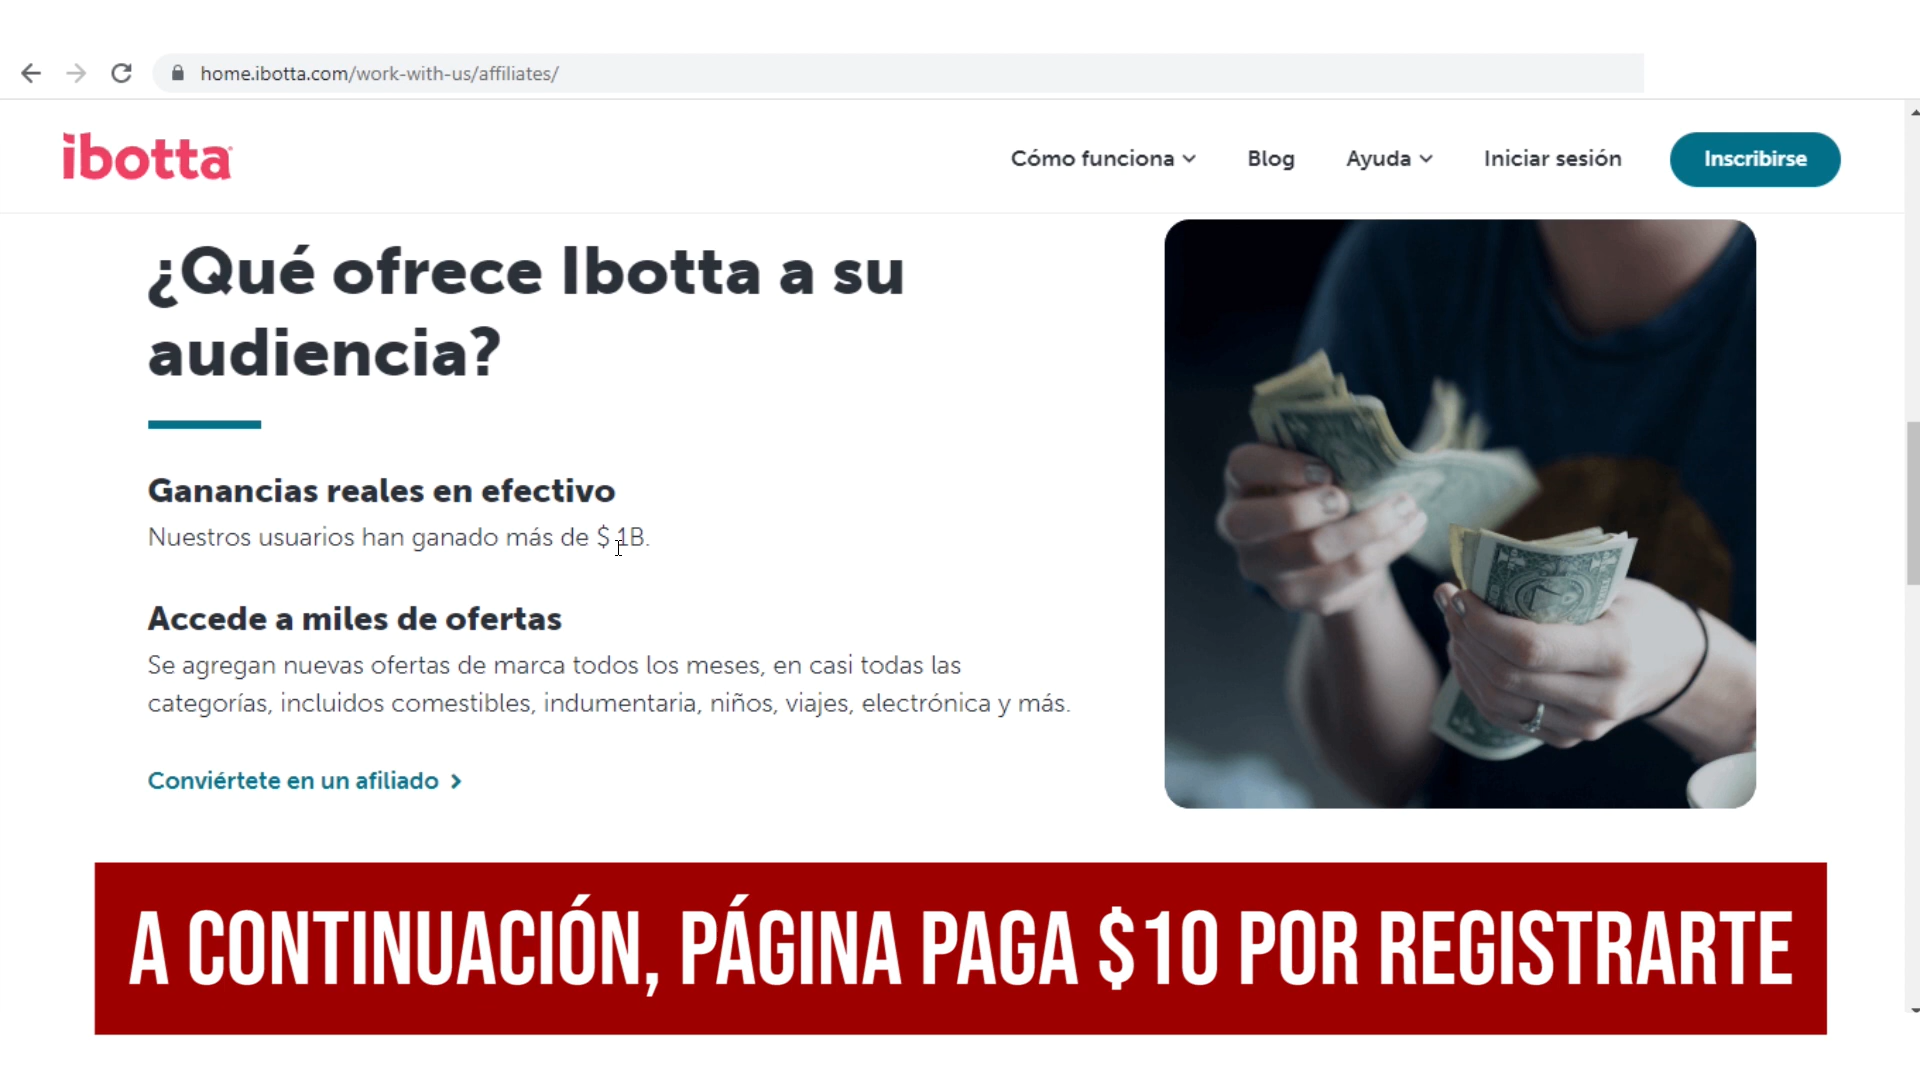 home.ibotta.com/work-with-us/affiliates/
ibotta
Cómo funciona
Blog
Ayuda
Iniciar sesión
Inscribirse
¿Qué ofrece Ibotta a su
audiencia?
Ganancias reales en efectivo
Nuestros usuarios han ganado más de $ 1B.
Accede a miles de ofertas
Se agregan nuevas ofertas de marca todos los meses, en casi todas las
categorías, incluidos comestibles, indumentaria, niños, viajes, electrónica y más.
Conviértete en un afiliado
A CONTINUACIÓN, PÁGINA PAGA $10 POR REGISTRARTE